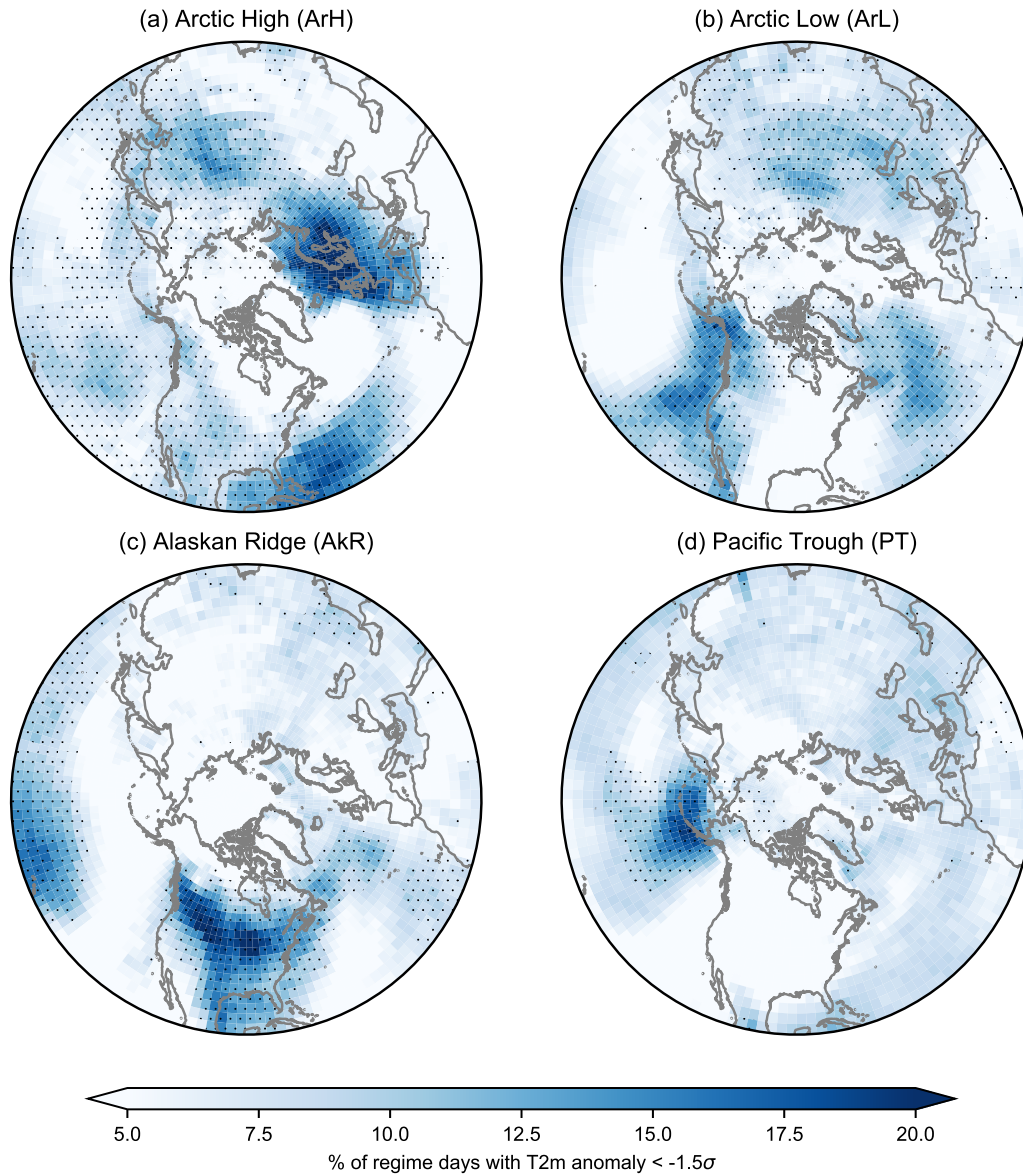 (a) Arctic High (ArH)
(b) Arctic Low (ArL)
(c) Alaskan Ridge (AkR)
(d) Pacific Trough (PT)
5.0 7.5 10.0 12.5 15.0 17.5 20.0
% of regime days with T2m anomaly < -1.5σ